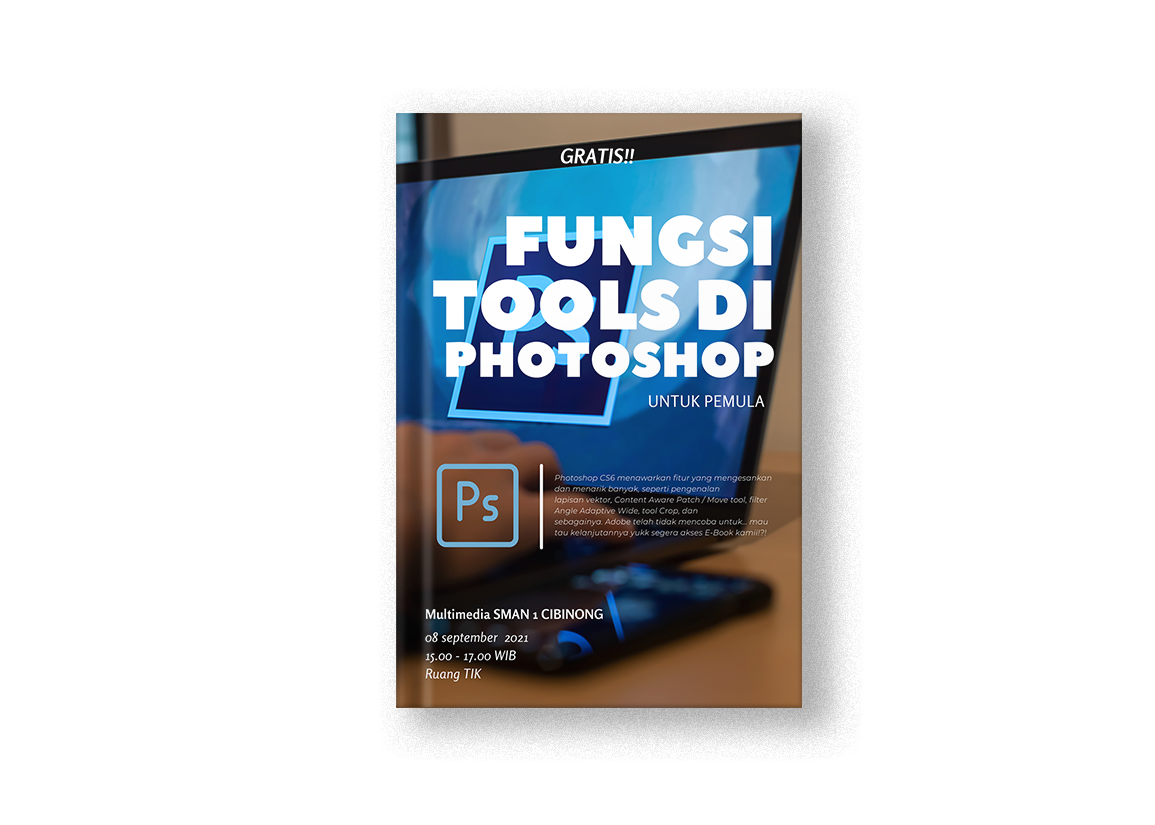 GRATIS!!
FUNGSI
TOOLS DI
PHOTOSHOP
UNTUK PEMULA
Ps
Ps
Photoshop CS6 menawarkan fitur yang mengesankan
dan menarik banyak, seperti pengenalan
lapisan vektor, Content Aware Patch / Move tool, filter
Angle Adaptive Wide, tool Crop, dan
sebagainya. Adobe telah tidak mencoba untuk... mau
tau kelanjutannya yukk segera akses E-Book kamii!?!
Multimedia SMAN 1 CIBINONG
08 september 2021
15.00 - 17.00 WIB
Ruang TIK